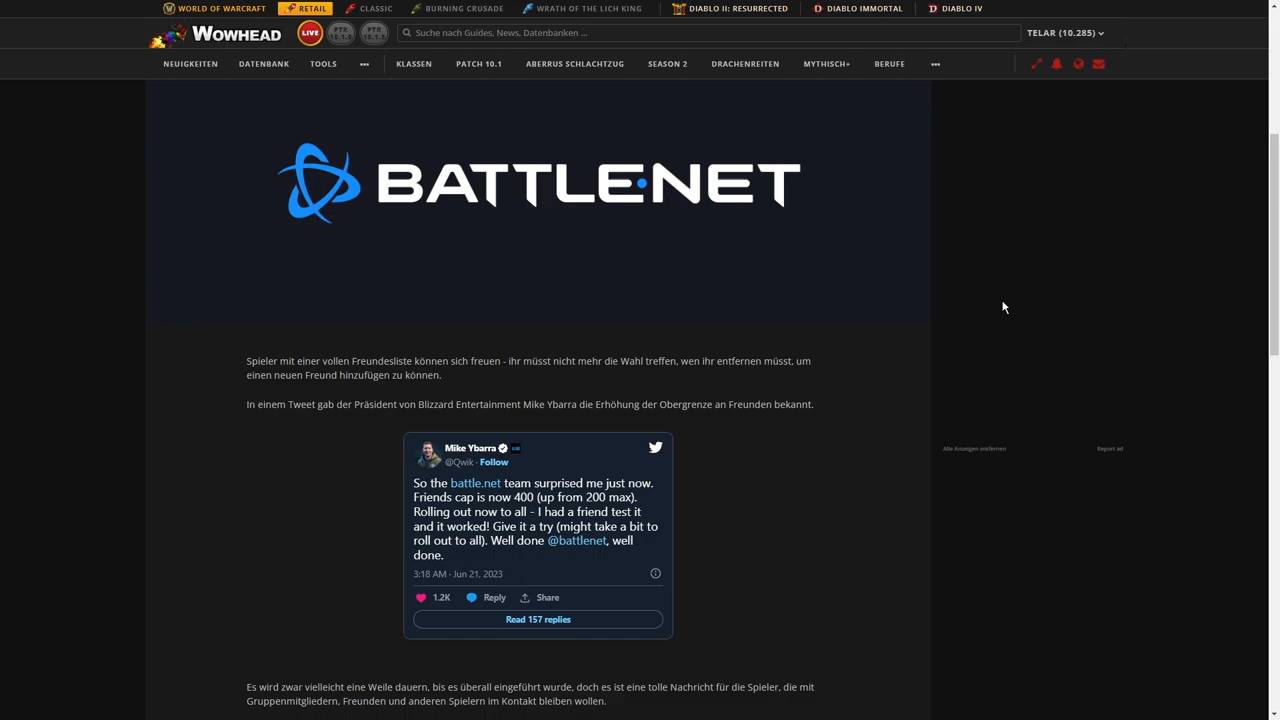 WORLD OF WARCRAFT RETAIL CLASSIC BURNING CRUSADE WRATH OF THE LICH KING DIABLO II: RESURRECTED DIABLO IMMORTAL DIABLO IV
WOWHEAD LIVE PTR 10.1.5 Suche nach Guides, News, Datenbanken ... TELAR (10.285)
NEUIGKEITEN DATENBANK TOOLS ••• KLASSEN PATCH 10.1 ABERRUS SCHLACHTZUG SEASON 2 DRACHENREITEN MYTHISCH+ BERUFE •••
BATTLE.NET
Spieler mit einer vollen Freundesliste können sich freuen - ihr müsst nicht mehr die Wahl treffen, wen ihr entfernen müsst, um
einen neuen Freund hinzufügen zu können.
In einem Tweet gab der Präsident von Blizzard Entertainment Mike Ybarra die Erhöhung der Obergrenze an Freunden bekannt.
Mike Ybarra
@Qwik · Follow
So the battle.net team surprised me just now.
Friends cap is now 400 (up from 200 max).
Rolling out now to all - I had a friend test it
and it worked! Give it a try (might take a bit to
roll out to all). Well done @battlenet, well
done.
3:18 AM · Jun 21, 2023
1.2K Reply Share
Read 157 replies
Alle Anzeigen entfernen Report ad
Es wird zwar vielleicht eine Weile dauern, bis es überall eingeführt wurde, doch es ist eine tolle Nachricht für die Spieler, die mit
Gruppenmitgliedern, Freunden und anderen Spielern im Kontakt bleiben wollen.